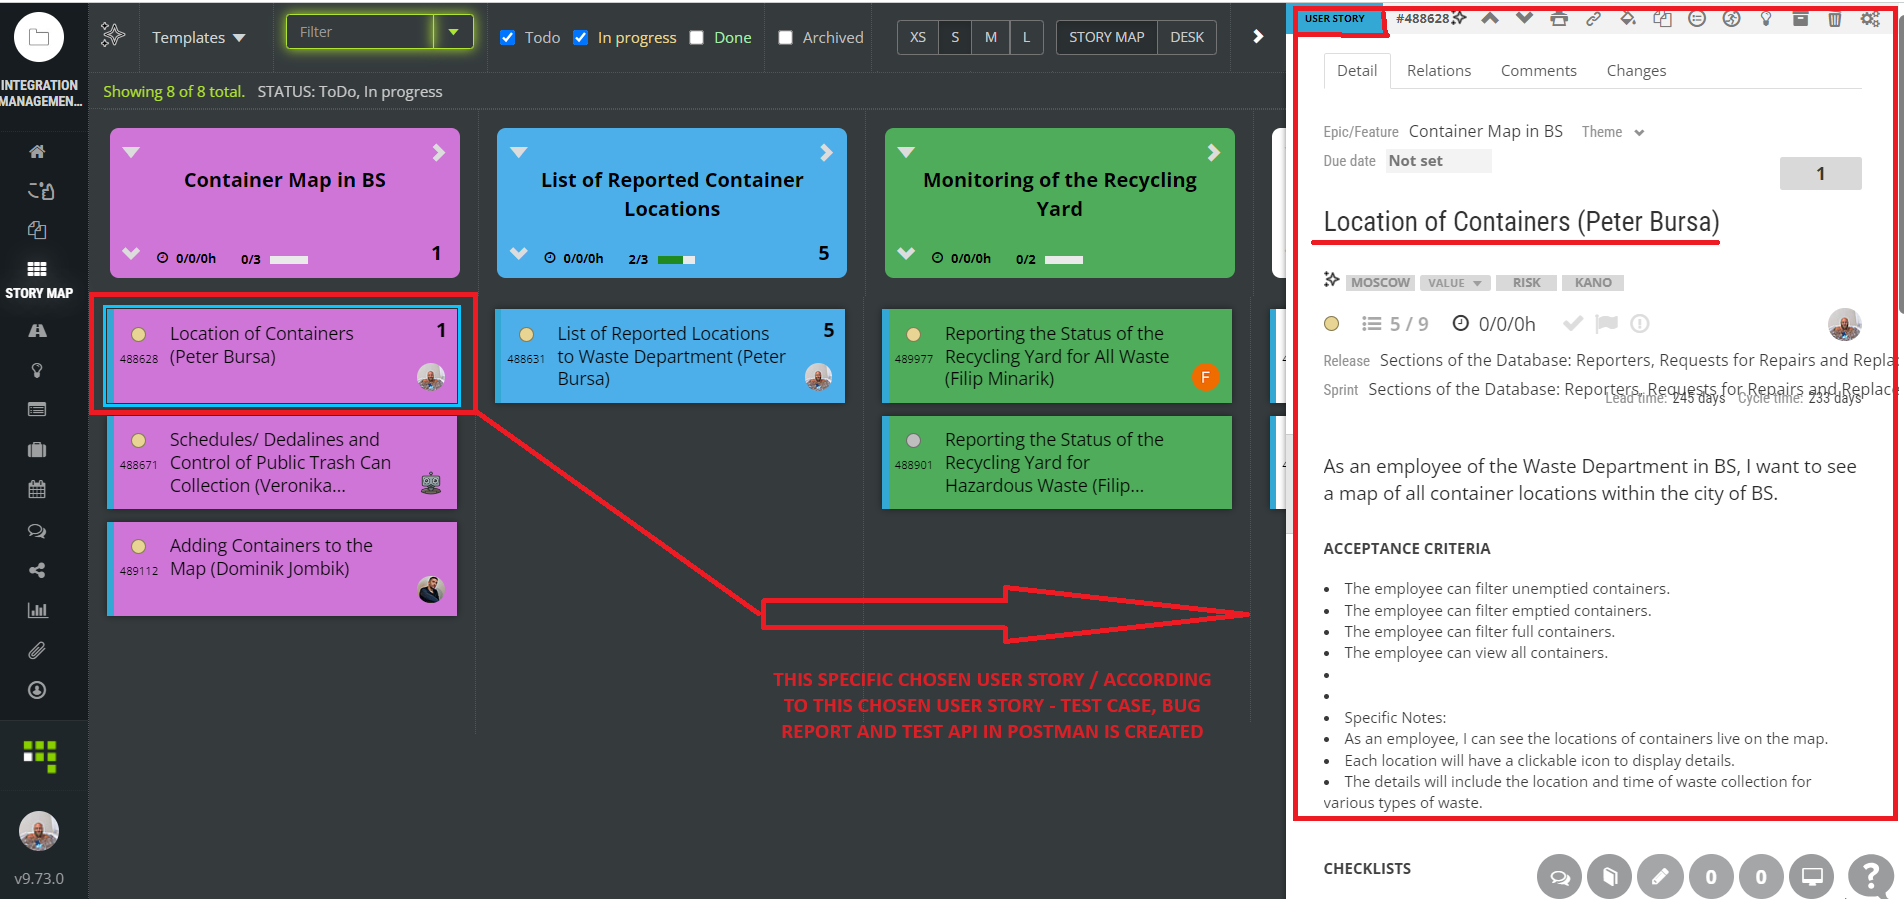 INTEGRATION
MANAGEMEN...
STORY MAP
v9.73.0
Templates
Filter
Todo
In progress
Done
Archived
XS S M L
STORY MAP DESK
Showing 8 of 8 total. STATUS: ToDo, In progress
Container Map in BS
0/0/0h 0/3 1
List of Reported Container
Locations
0/0/0h 2/3 5
Monitoring of the Recycling
Yard
0/0/0h 0/2
Location of Containers
(Peter Bursa)
488628
1
Schedules/ Dedalines and
Control of Public Trash Can
Collection (Veronika...
488671
Adding Containers to the
Map (Dominik Jombik)
489112
List of Reported Locations
to Waste Department (Peter
Bursa)
488631
5
Reporting the Status of the
Recycling Yard for All Waste
(Filip Minarik)
489977
F
Reporting the Status of the
Recycling Yard for
Hazardous Waste (Filip...
488901
4
4
THIS SPECIFIC CHOSEN USER STORY / ACCORDING
TO THIS CHOSEN USER STORY - TEST CASE, BUG
REPORT AND TEST API IN POSTMAN IS CREATED
USER STORY #488628
Detail Relations Comments Changes
Epic/Feature Container Map in BS Theme
Due date Not set
1
Location of Containers (Peter Bursa)
MOSCOW VALUE RISK KANO
5 / 9 0/0/0h
Release Sections of the Database: Reporters, Requests for Repairs and Repla
Sprint Sections of the Database: Reporters, Requests for Repairs and Replace
Lead time: 245 days Cycle time: 233 days
As an employee of the Waste Department in BS, I want to see
a map of all container locations within the city of BS.
ACCEPTANCE CRITERIA
• The employee can filter unemptied containers.
• The employee can filter emptied containers.
• The employee can filter full containers.
• The employee can view all containers.
•
•
• Specific Notes:
• As an employee, I can see the locations of containers live on the map.
• Each location will have a clickable icon to display details.
• The details will include the location and time of waste collection for
various types of waste.
CHECKLISTS
0 0 ?